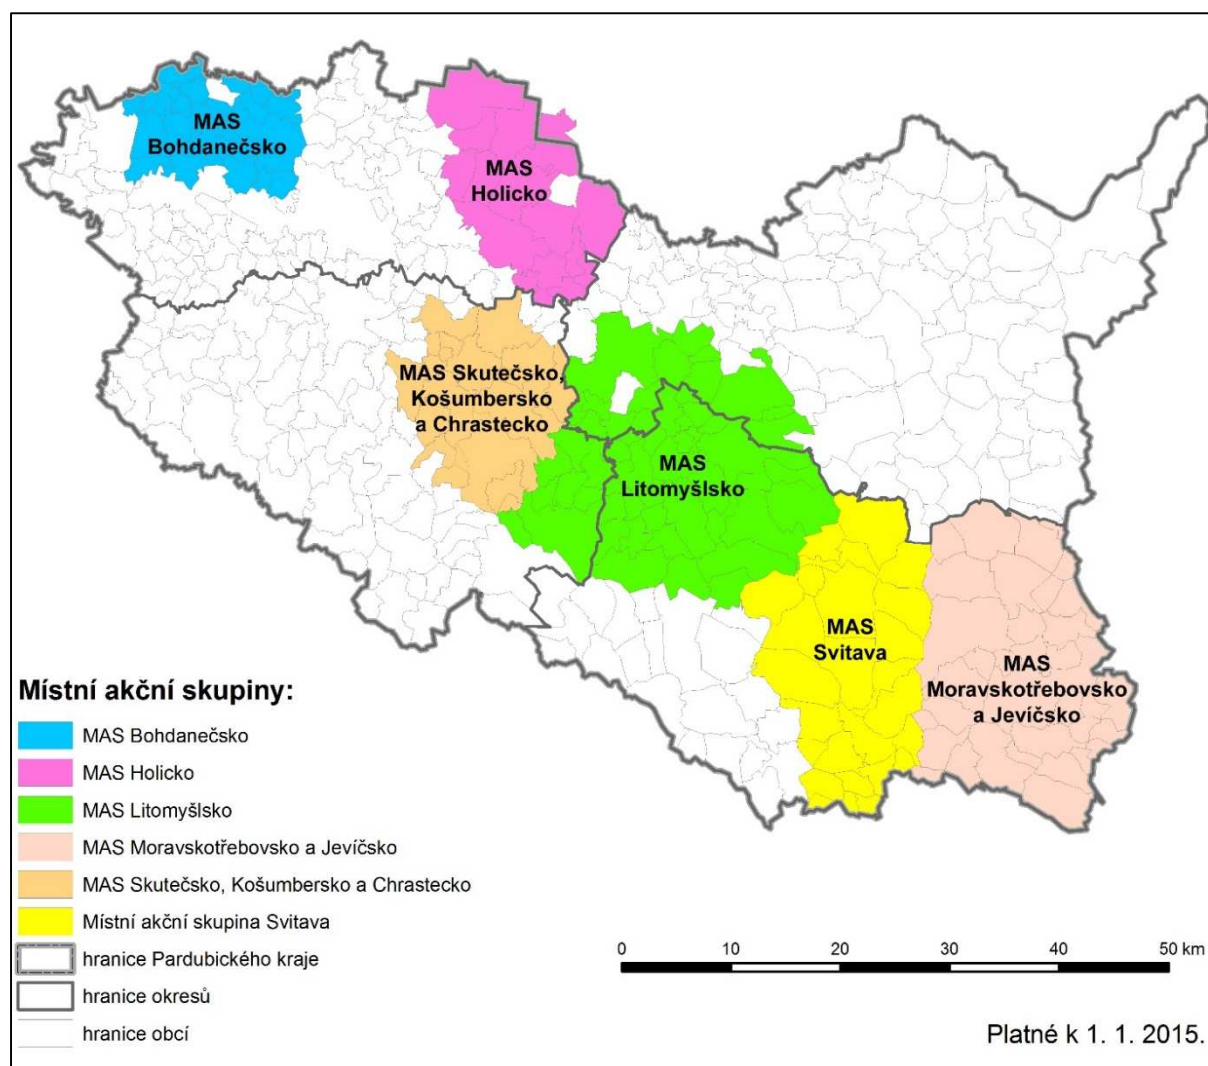 MAS
Bohdanečsko
MAS
Holicko
MAS Skutečsko,
Košumbersko
a Chrastecko
MAS
Litomyšlsko
MAS
Svitava
MAS
Moravskotřebovsko
a Jevíčsko
Místní akční skupiny:
MAS Bohdanečsko
MAS Holicko
MAS Litomyšlsko
MAS Moravskotřebovsko a Jevíčsko
MAS Skutečsko, Košumbersko a Chrastecko
Místní akční skupina Svitava
hranice Pardubického kraje
hranice okresů
hranice obcí
0 10 20 30 40 50 km
Platné k 1. 1. 2015.